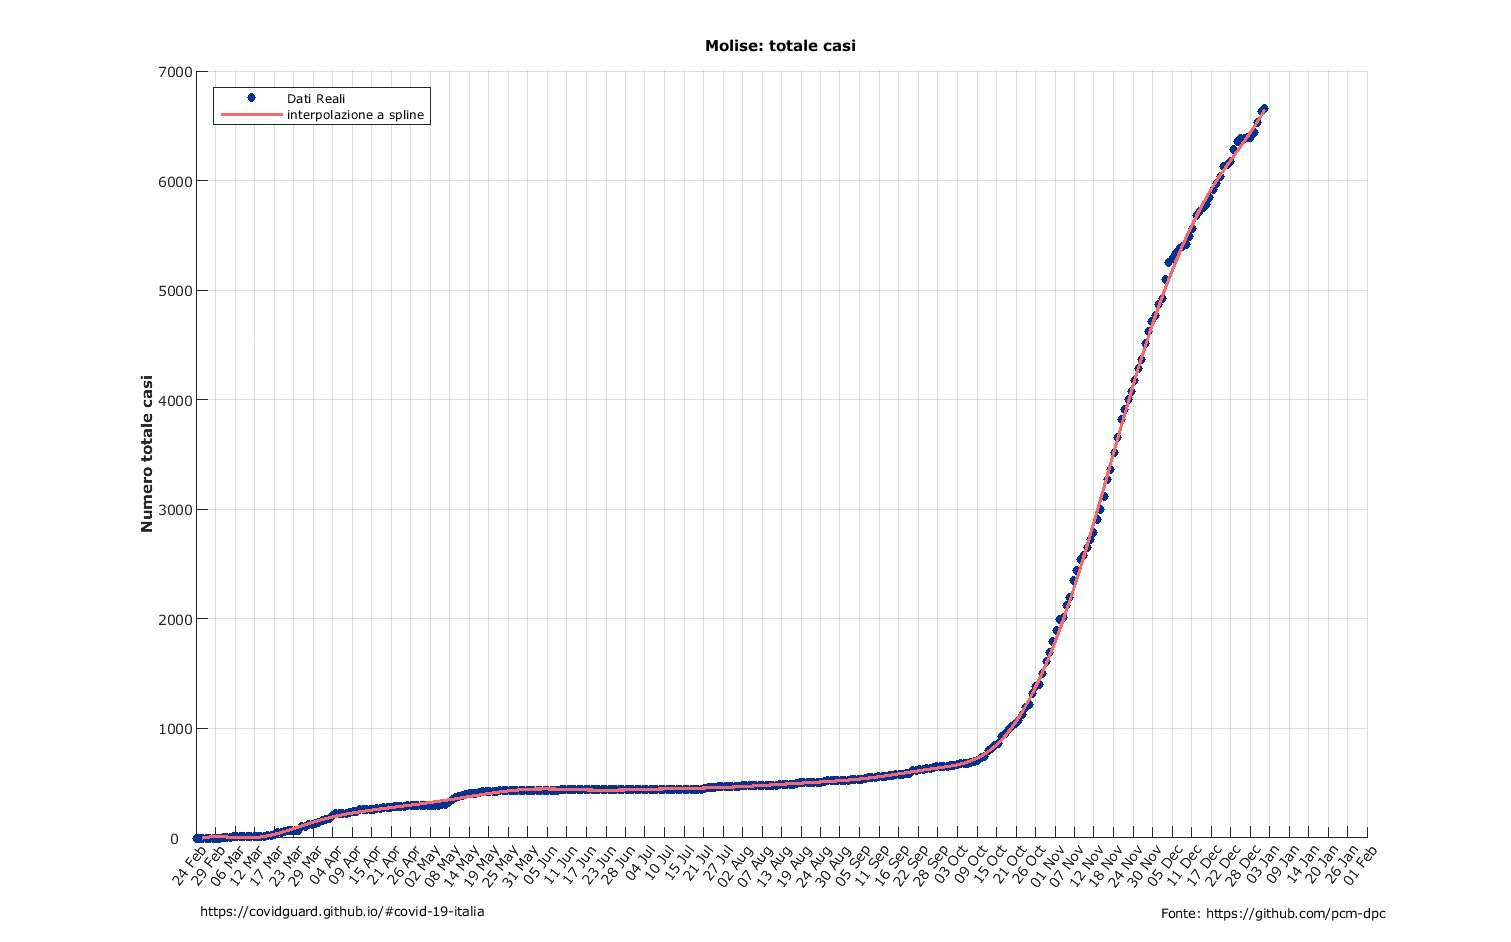 Molise: totale casi
Dati Reali
interpolazione a spline
Numero totale casi
7000
6000
5000
4000
3000
2000
1000
0
24 Feb
29 Feb
06 Mar
12 Mar
17 Mar
23 Mar
29 Mar
04 Apr
09 Apr
15 Apr
21 Apr
26 Apr
02 May
08 May
14 May
19 May
25 May
31 May
05 Jun
11 Jun
17 Jun
23 Jun
28 Jun
04 Jul
10 Jul
15 Jul
21 Jul
27 Jul
02 Aug
07 Aug
13 Aug
19 Aug
24 Aug
30 Aug
05 Sep
11 Sep
16 Sep
22 Sep
28 Sep
03 Oct
09 Oct
15 Oct
21 Oct
26 Oct
01 Nov
07 Nov
12 Nov
18 Nov
24 Nov
30 Nov
05 Dec
11 Dec
17 Dec
22 Dec
28 Dec
03 Jan
09 Jan
14 Jan
20 Jan
26 Jan
01 Feb
https://covidguard.github.io/#covid-19-italia
Fonte: https://github.com/pcm-dpc